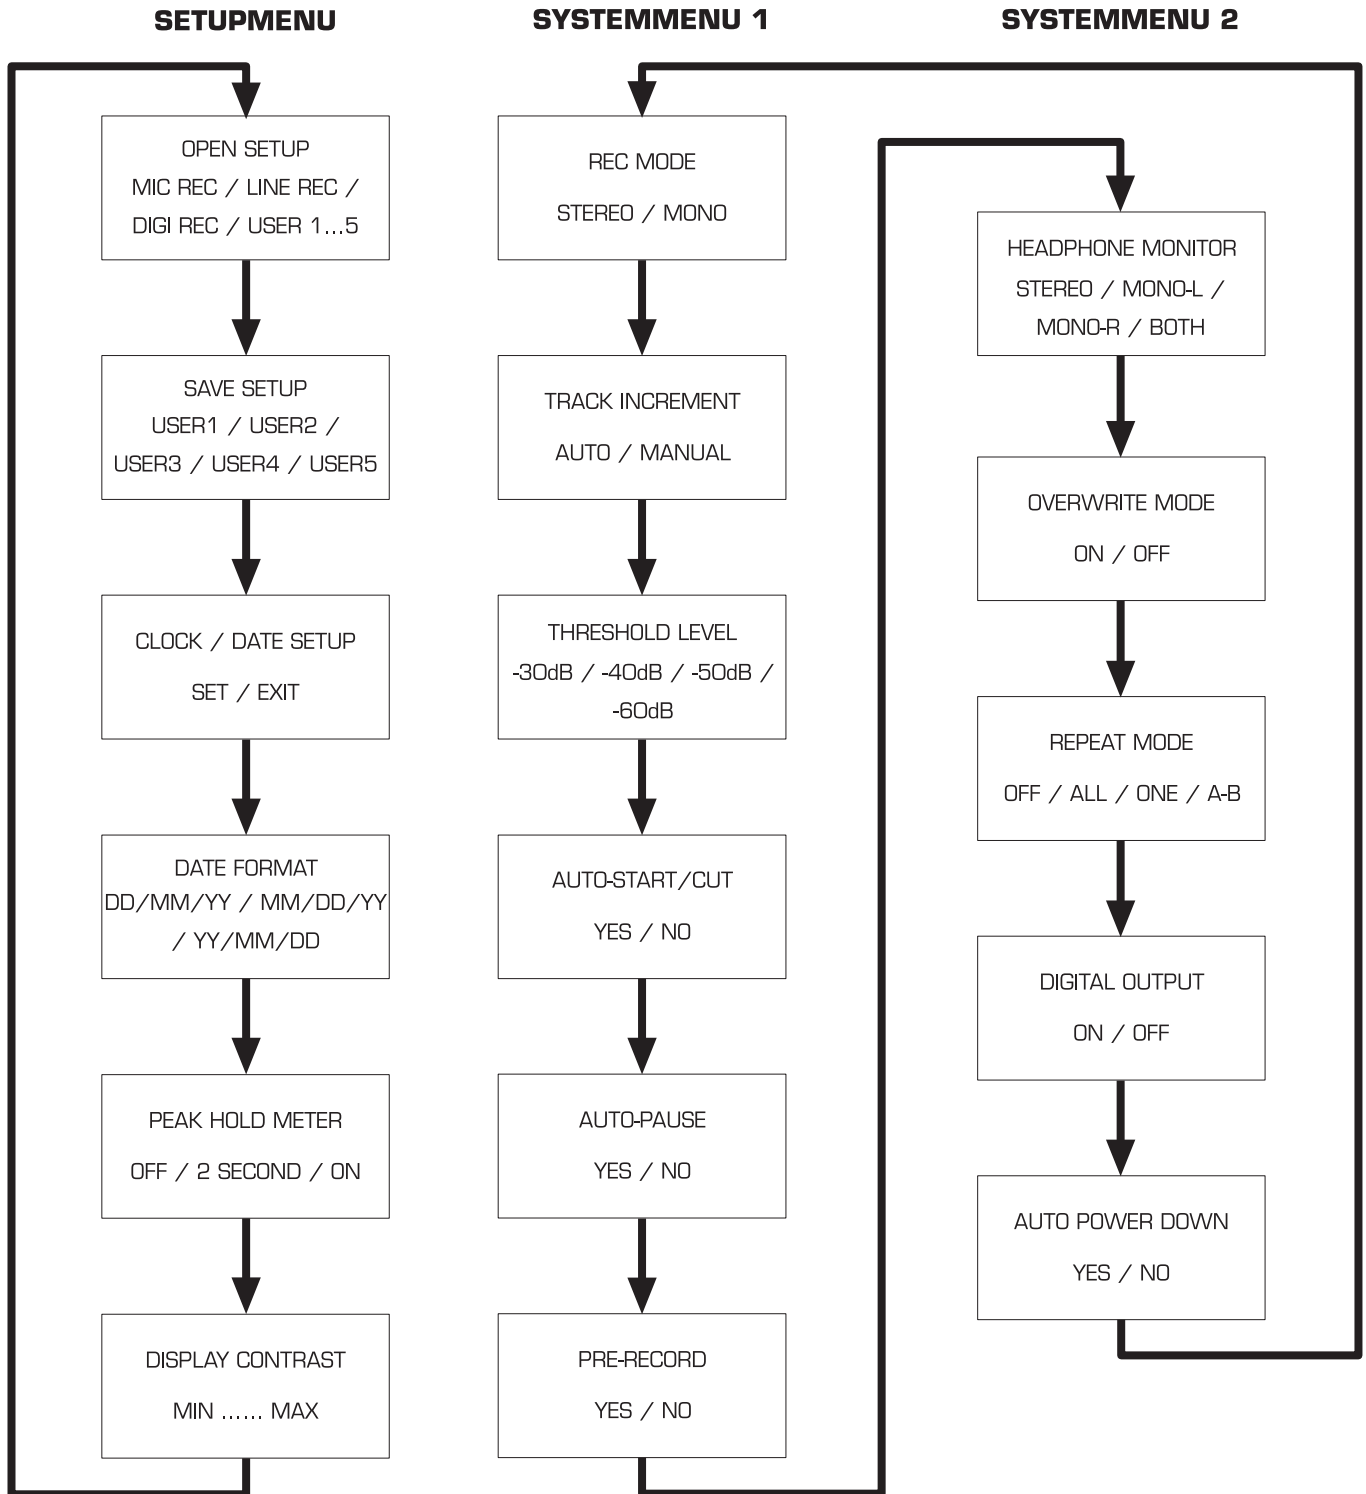 SETUPMENU
OPEN SETUP
MIC REC / LINE REC /
DIGI REC / USER 1...5
SAVE SETUP
USER1 / USER2 /
USER3 / USER4 / USER5
CLOCK / DATE SETUP
SET / EXIT
DATE FORMAT
DD/MM/YY / MM/DD/YY
/ YY/MM/DD
PEAK HOLD METER
OFF / 2 SECOND / ON
DISPLAY CONTRAST
MIN ...... MAX
SYSTEMMENU 1
REC MODE
STEREO / MONO
TRACK INCREMENT
AUTO / MANUAL
THRESHOLD LEVEL
-30dB / -40dB / -50dB /
-60dB
AUTO-START/CUT
YES / NO
AUTO-PAUSE
YES / NO
PRE-RECORD
YES / NO
SYSTEMMENU 2
HEADPHONE MONITOR
STEREO / MONO-L /
MONO-R / BOTH
OVERWRITE MODE
ON / OFF
REPEAT MODE
OFF / ALL / ONE / A-B
DIGITAL OUTPUT
ON / OFF
AUTO POWER DOWN
YES / NO